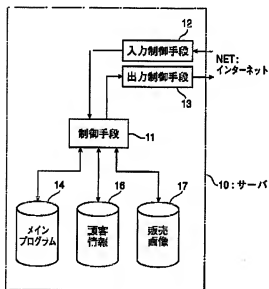 12
入力制御手段
NET:
インターネット
出力制御手段
13
制御手段
11
10:サーバ
14
16
17
メイン
プログラム
顧客
情報
販売
画像